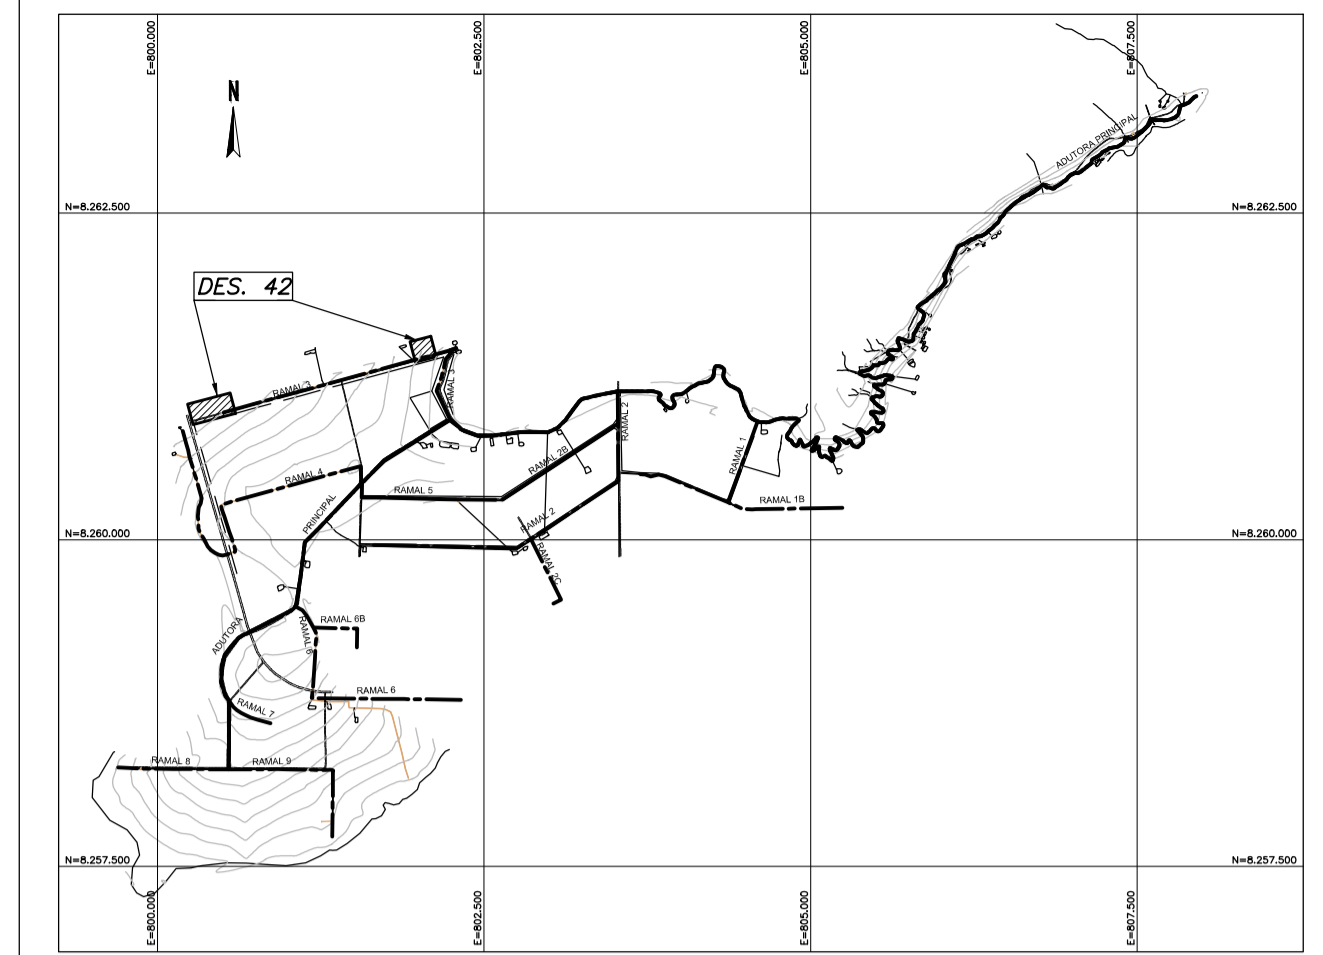 E=800.000
E=802.500
E=805.000
E=807.500
N
ADUTORA PRINCIPAL
N=8.262.500
N=8.262.500
DES. 42
RAMAL 3
RAMAL 3
RAMAL 2
RAMAL 1
RAMAL 2B
RAMAL 4
RAMAL 5
RAMAL 1B
PRINCIPAL
RAMAL 2
N=8.260.000
N=8.260.000
RAMAL 2C
ADUTORA
RAMAL 6B
RAMAL 6
RAMAL 6
RAMAL 7
RAMAL 8
RAMAL 9
N=8.257.500
N=8.257.500
E=800.000
E=802.500
E=805.000
E=807.500